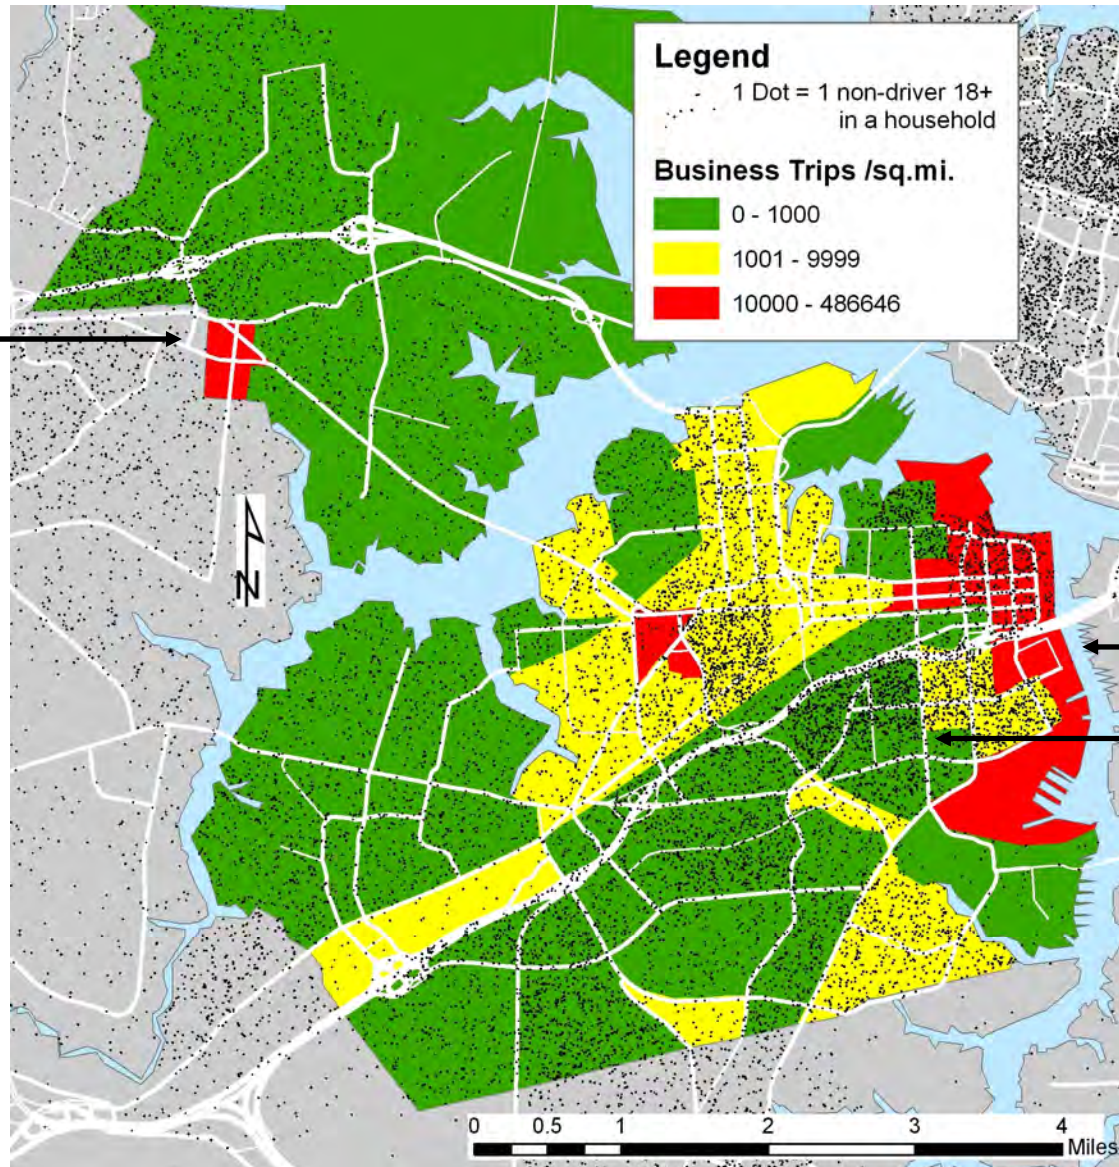 Legend
1 Dot = 1 non-driver 18+
in a household
Business Trips /sq.mi.
0 - 1000
1001 - 9999
10000 - 486646
N
0 0.5 1 2 3 4
Miles